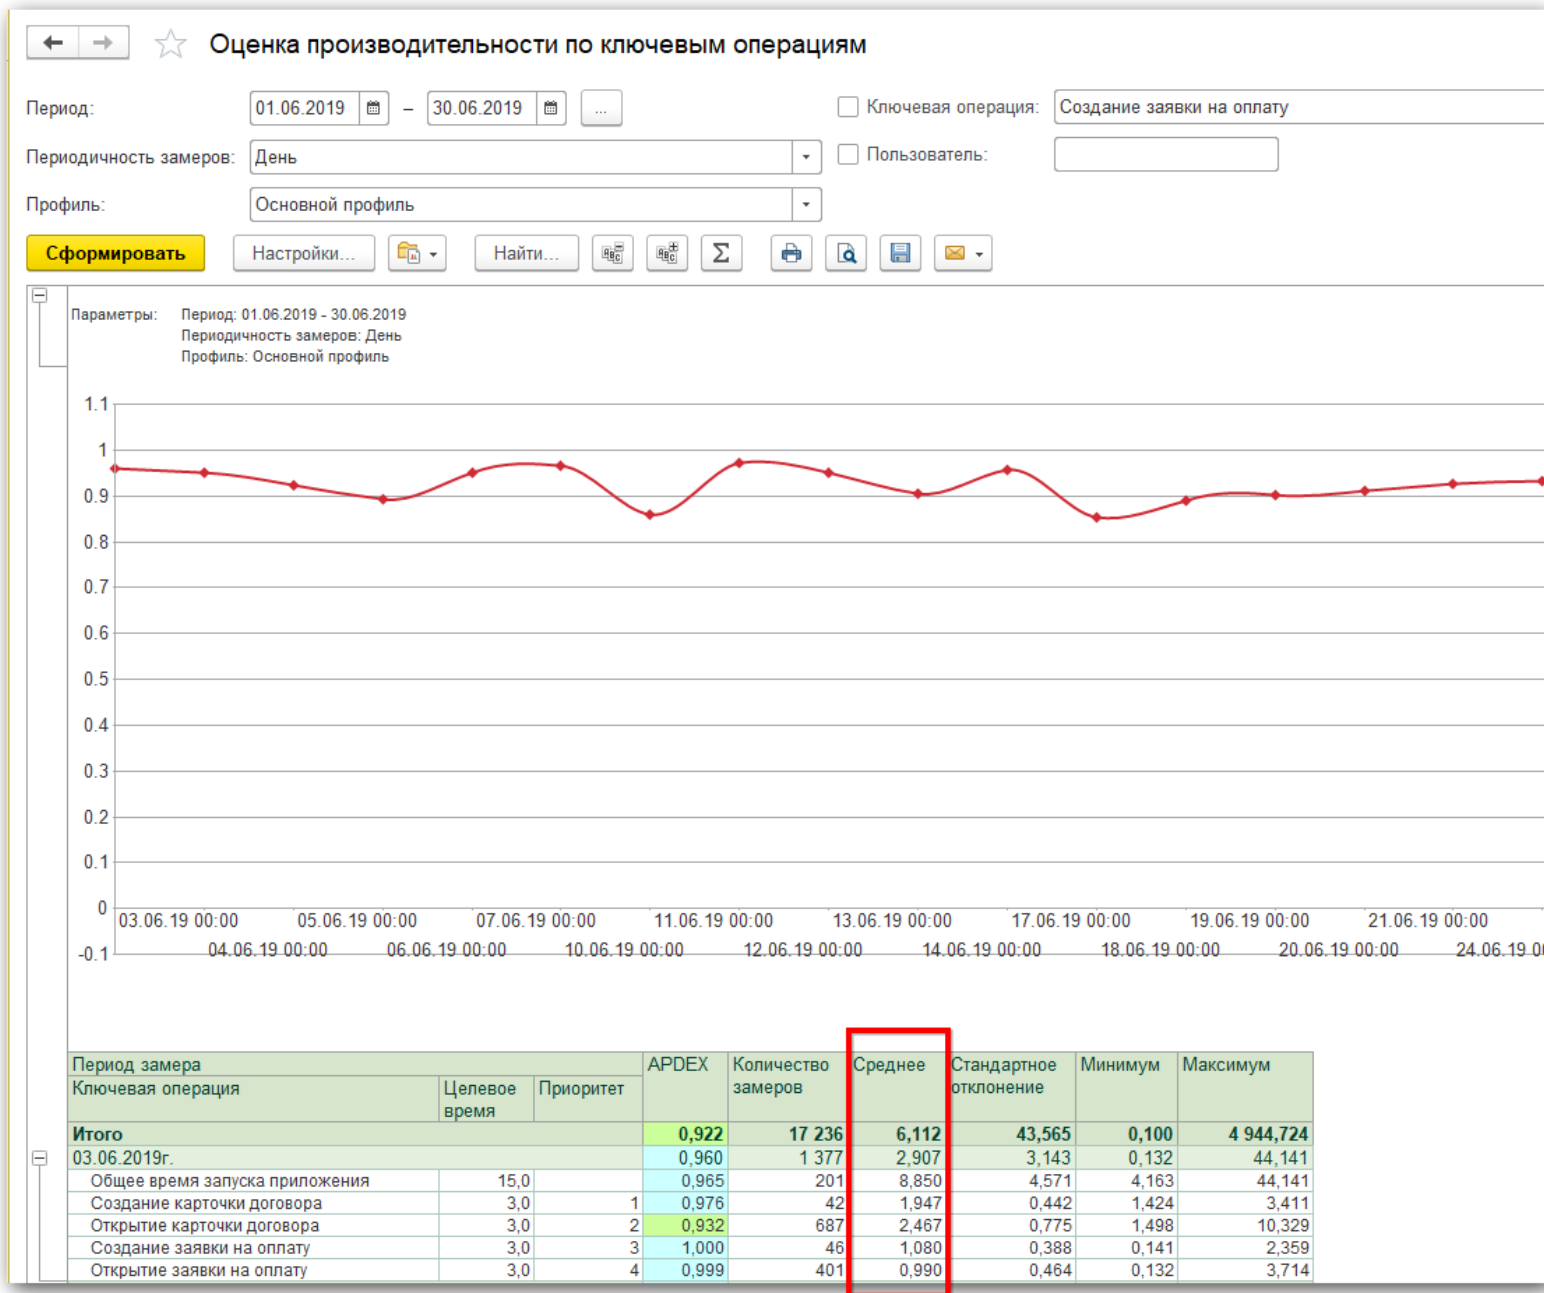 Оценка производительности по ключевым операциям
Период: 01.06.2019 – 30.06.2019 ... Ключевая операция: Создание заявки на оплату
Периодичность замеров: День Пользователь:
Профиль: Основной профиль
Сформировать Настройки... Найти...
Параметры: Период: 01.06.2019 - 30.06.2019
Периодичность замеров: День
Профиль: Основной профиль
1.1
1
0.9
0.8
0.7
0.6
0.5
0.4
0.3
0.2
0.1
0
03.06.19 00:00 05.06.19 00:00 07.06.19 00:00 11.06.19 00:00 13.06.19 00:00 17.06.19 00:00 19.06.19 00:00 21.06.19 00:00
-0.1 04.06.19 00:00 06.06.19 00:00 10.06.19 00:00 12.06.19 00:00 14.06.19 00:00 18.06.19 00:00 20.06.19 00:00 24.06.19
Период замера APDEX Количество Среднее Стандартное Минимум Максимум
Ключевая операция Целевое Приоритет замеров отклонение
время
Итого 0,922 17 236 6,112 43,565 0,100 4 944,724
03.06.2019г. 0,960 1 377 2,907 3,143 0,132 44,141
Общее время запуска приложения 15,0 0,965 201 8,850 4,571 4,163 44,141
Создание карточки договора 3,0 1 0,976 42 1,947 0,442 1,424 3,411
Открытие карточки договора 3,0 2 0,932 687 2,467 0,775 1,498 10,329
Создание заявки на оплату 3,0 3 1,000 46 1,080 0,388 0,141 2,359
Открытие заявки на оплату 3,0 4 0,999 401 0,990 0,464 0,132 3,714